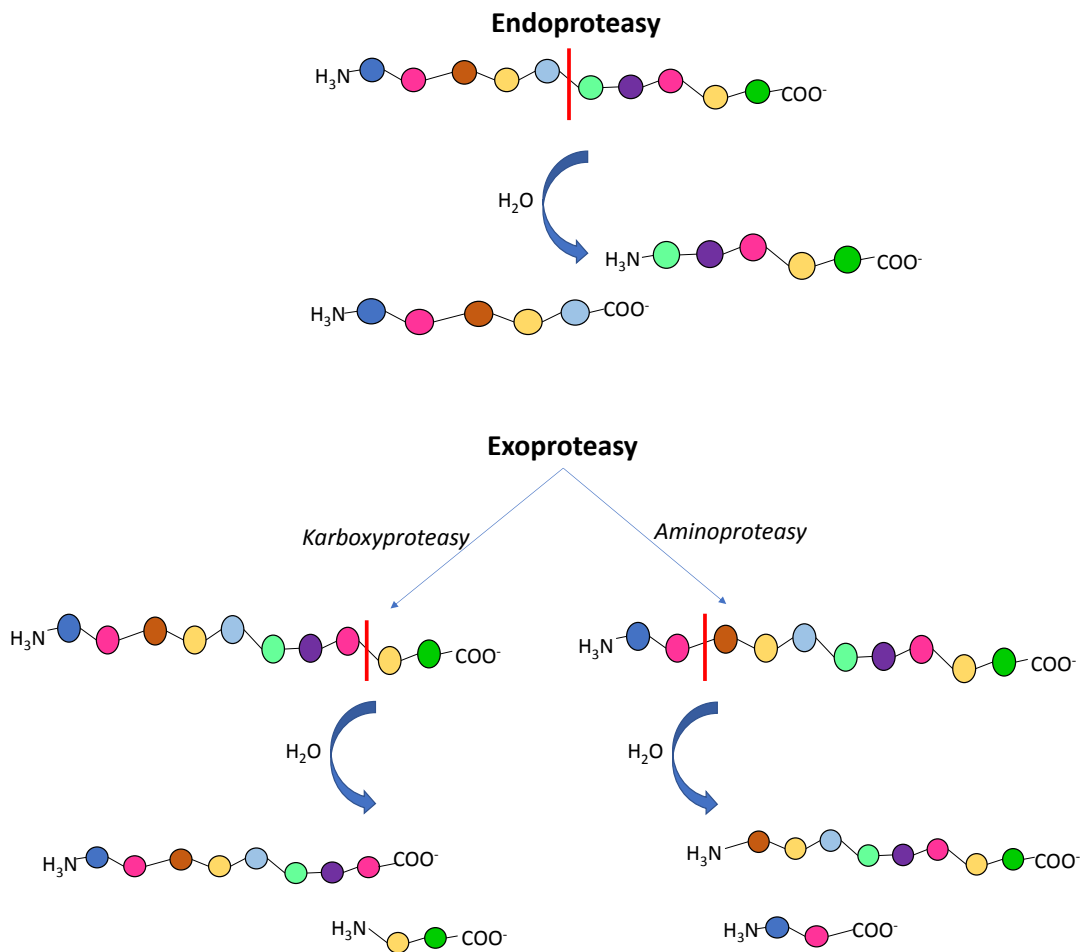 Endoproteasy
H₃N COO⁻
H₂O
H₃N COO⁻
H₃N COO⁻
Exoproteasy
Karboxyproteasy Aminoproteasy
H₃N COO⁻ H₃N COO⁻
H₂O H₂O
H₃N COO⁻ H₃N COO⁻
H₃N COO⁻ H₃N COO⁻